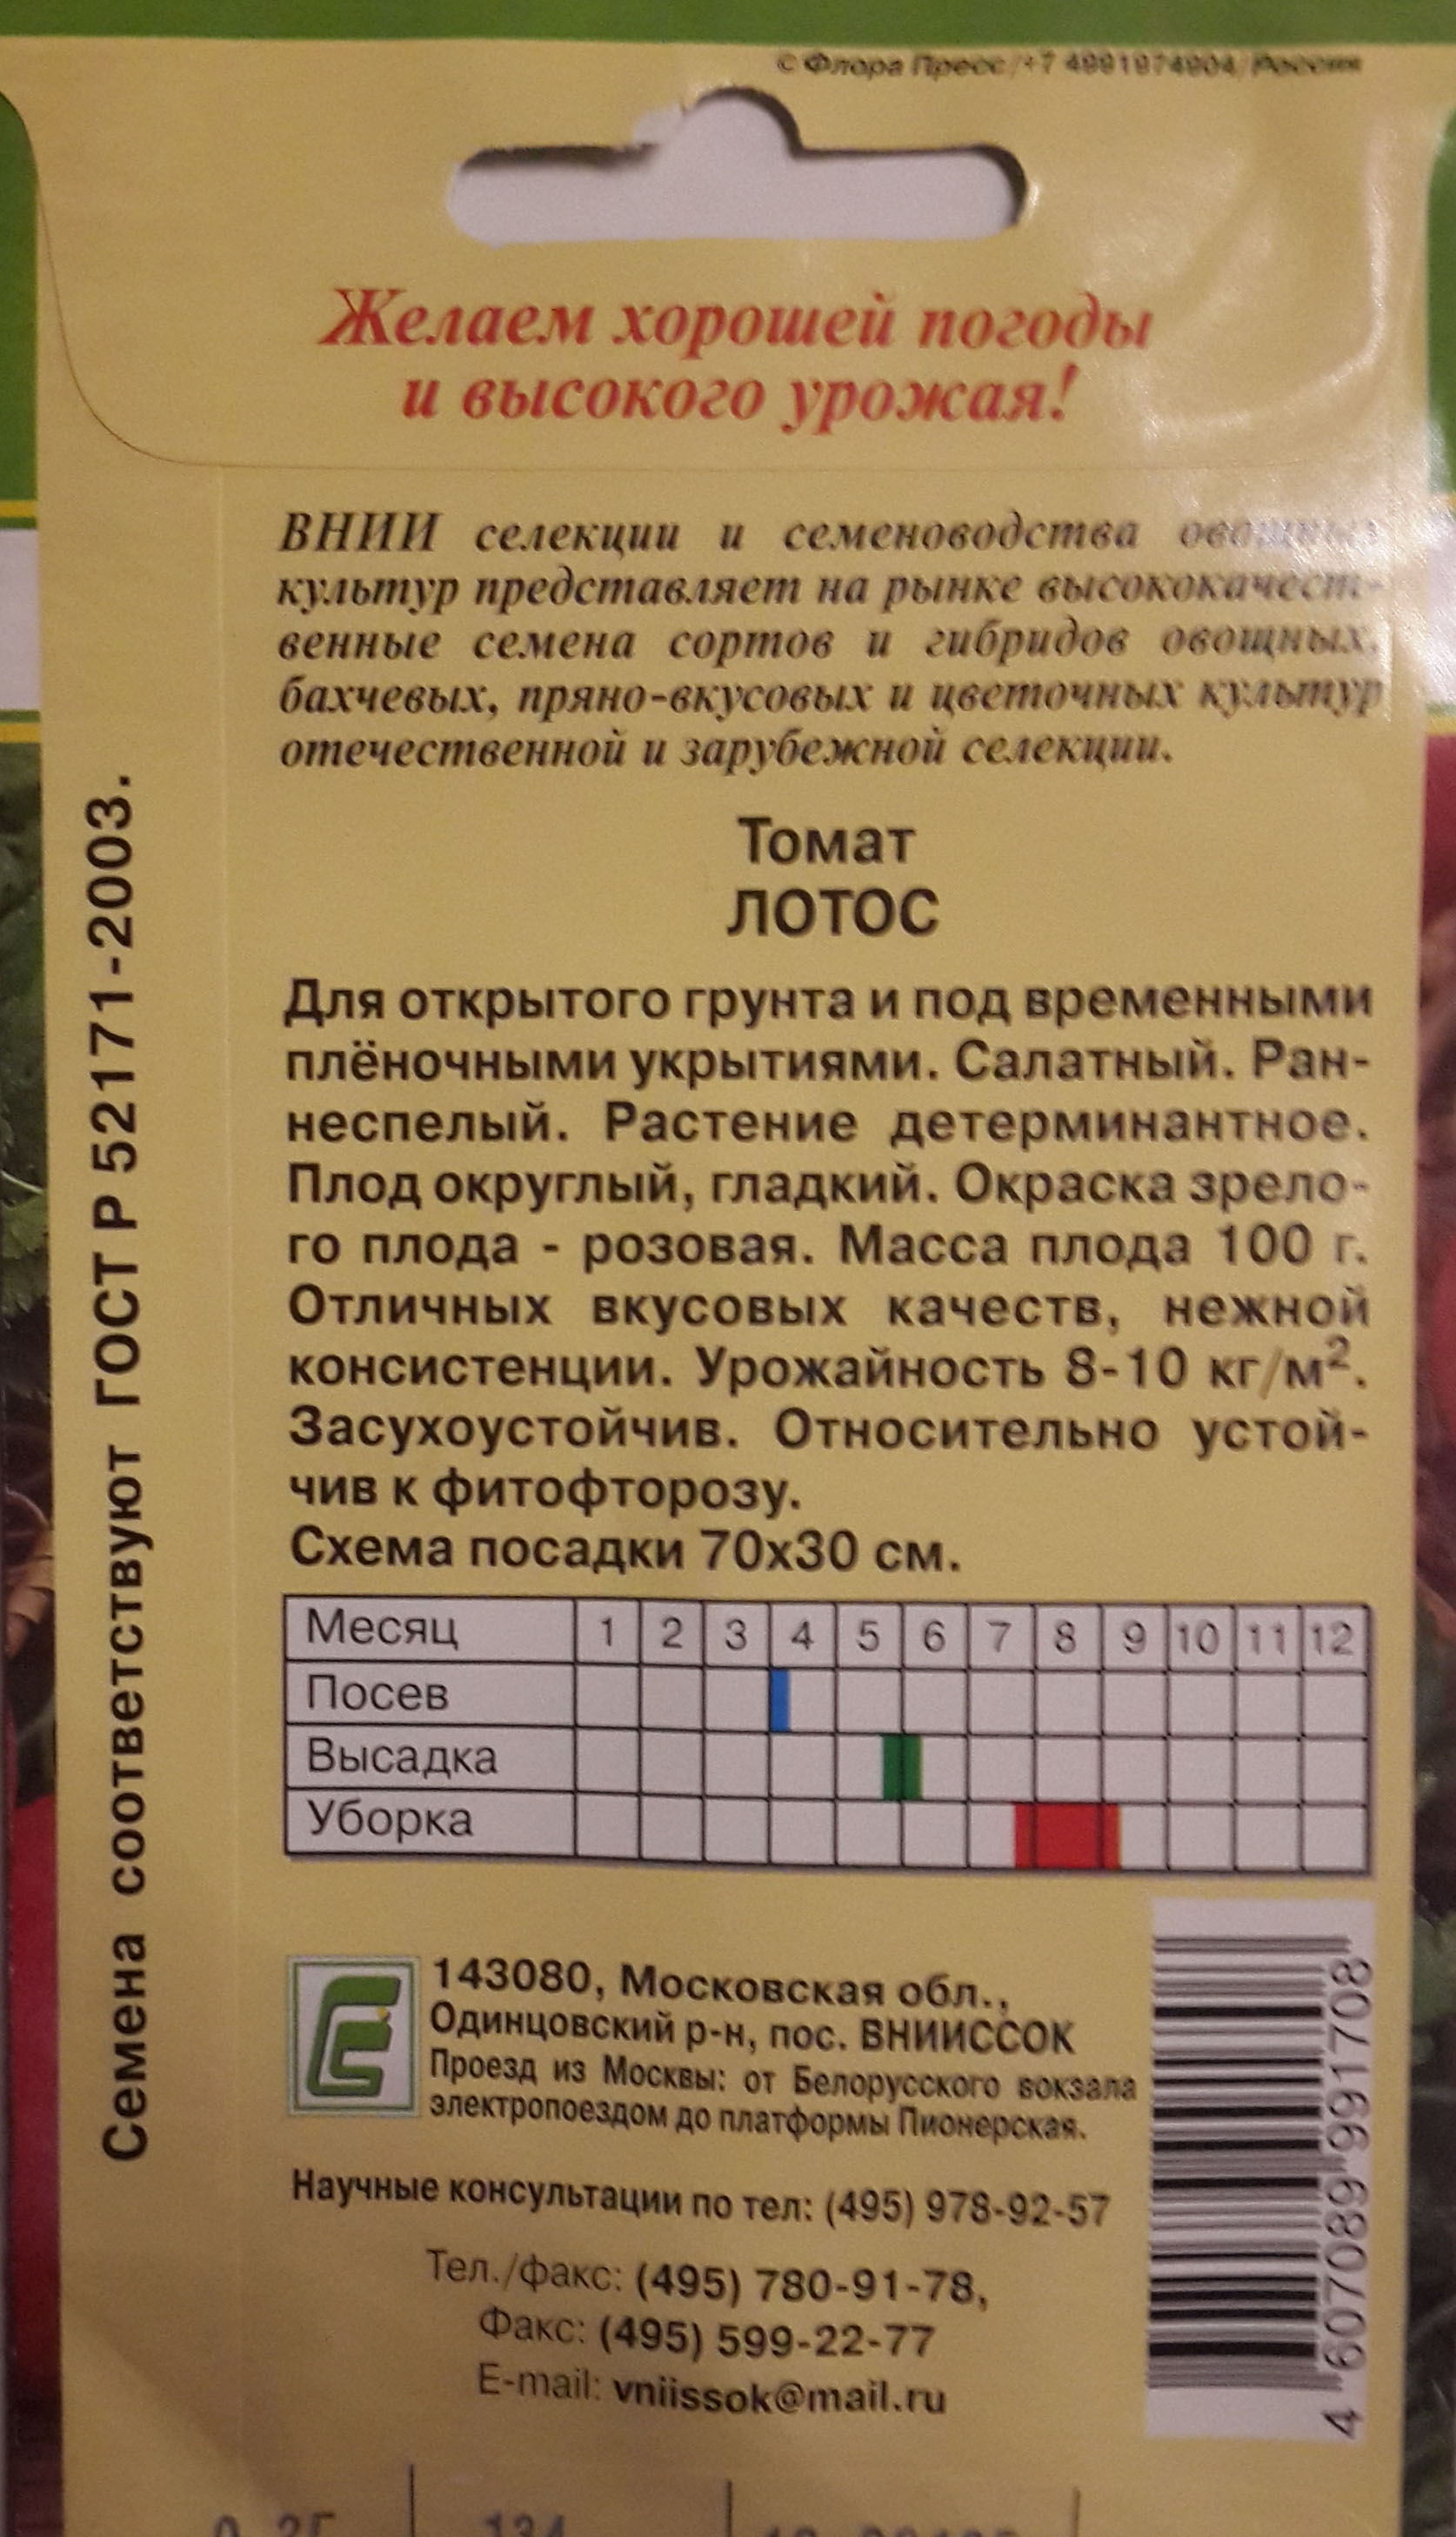 © Флора Пресс/+7 4991974904/Россия
Желаем хорошей погоды
и высокого урожая!
ВНИИ селекции и семеноводства овощных
культур представляет на рынке высококачест-
венные семена сортов и гибридов овощных,
бахчевых, пряно-вкусовых и цветочных культур
отечественной и зарубежной селекции.
Томат
ЛОТОС
Для открытого грунта и под временными
плёночными укрытиями. Салатный. Ран-
неспелый. Растение детерминантное.
Плод округлый, гладкий. Окраска зрело-
го плода - розовая. Масса плода 100 г.
Отличных вкусовых качеств, нежной
консистенции. Урожайность 8-10 кг/м².
Засухоустойчив. Относительно устой-
чив к фитофторозу.
Схема посадки 70х30 см.
Месяц 1 2 3 4 5 6 7 8 9 10 11 12
Посев
Высадка
Уборка
143080, Московская обл.,
Одинцовский р-н, пос. ВНИИССОК
Проезд из Москвы: от Белорусского вокзала
электропоездом до платформы Пионерская.
Научные консультации по тел: (495) 978-92-57
Тел./факс: (495) 780-91-78,
Факс: (495) 599-22-77
E-mail: vniissok@mail.ru
4 607089 991708
Семена соответствуют ГОСТ Р 52171-2003.